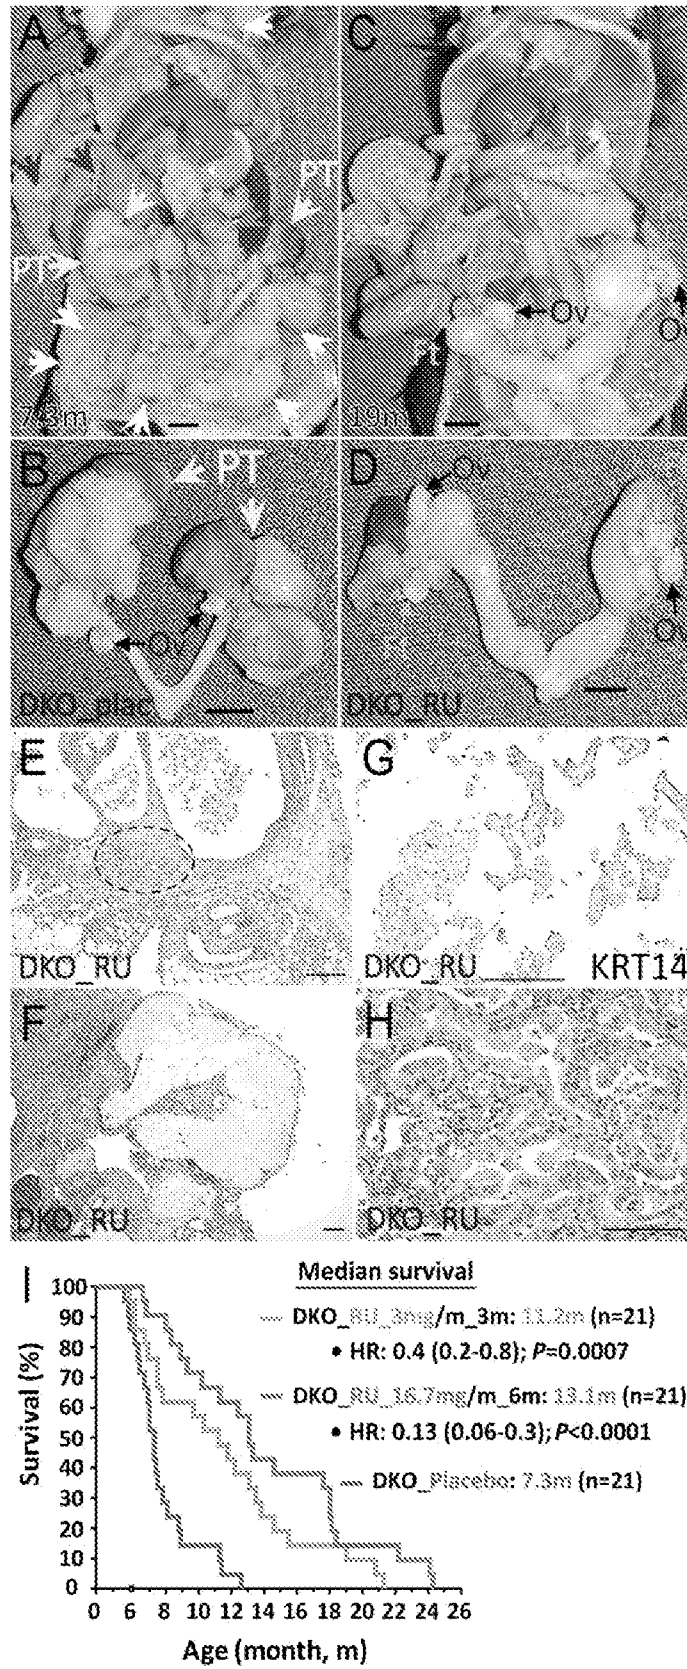 A
C
PT
PT
Ov
7.3m
19m
B
PT
D
Ov
Ov
DKO_plac
DKO_RU
E
G
DKO_RU
DKO_RU
KRT14
F
H
DKO_RU
DKO_RU
I
Median survival
DKO_RU_3mg/m_3m: 11.2m (n=21)
• HR: 0.4 (0.2-0.8); P=0.0007
DKO_RU_16.7mg/m_6m: 13.1m (n=21)
• HR: 0.13 (0.06-0.3); P<0.0001
DKO_Placebo: 7.3m (n=21)
Survival (%)
100
90
80
70
60
50
40
30
20
10
0
0 6 8 10 12 14 16 18 20 22 24 26
Age (month, m)